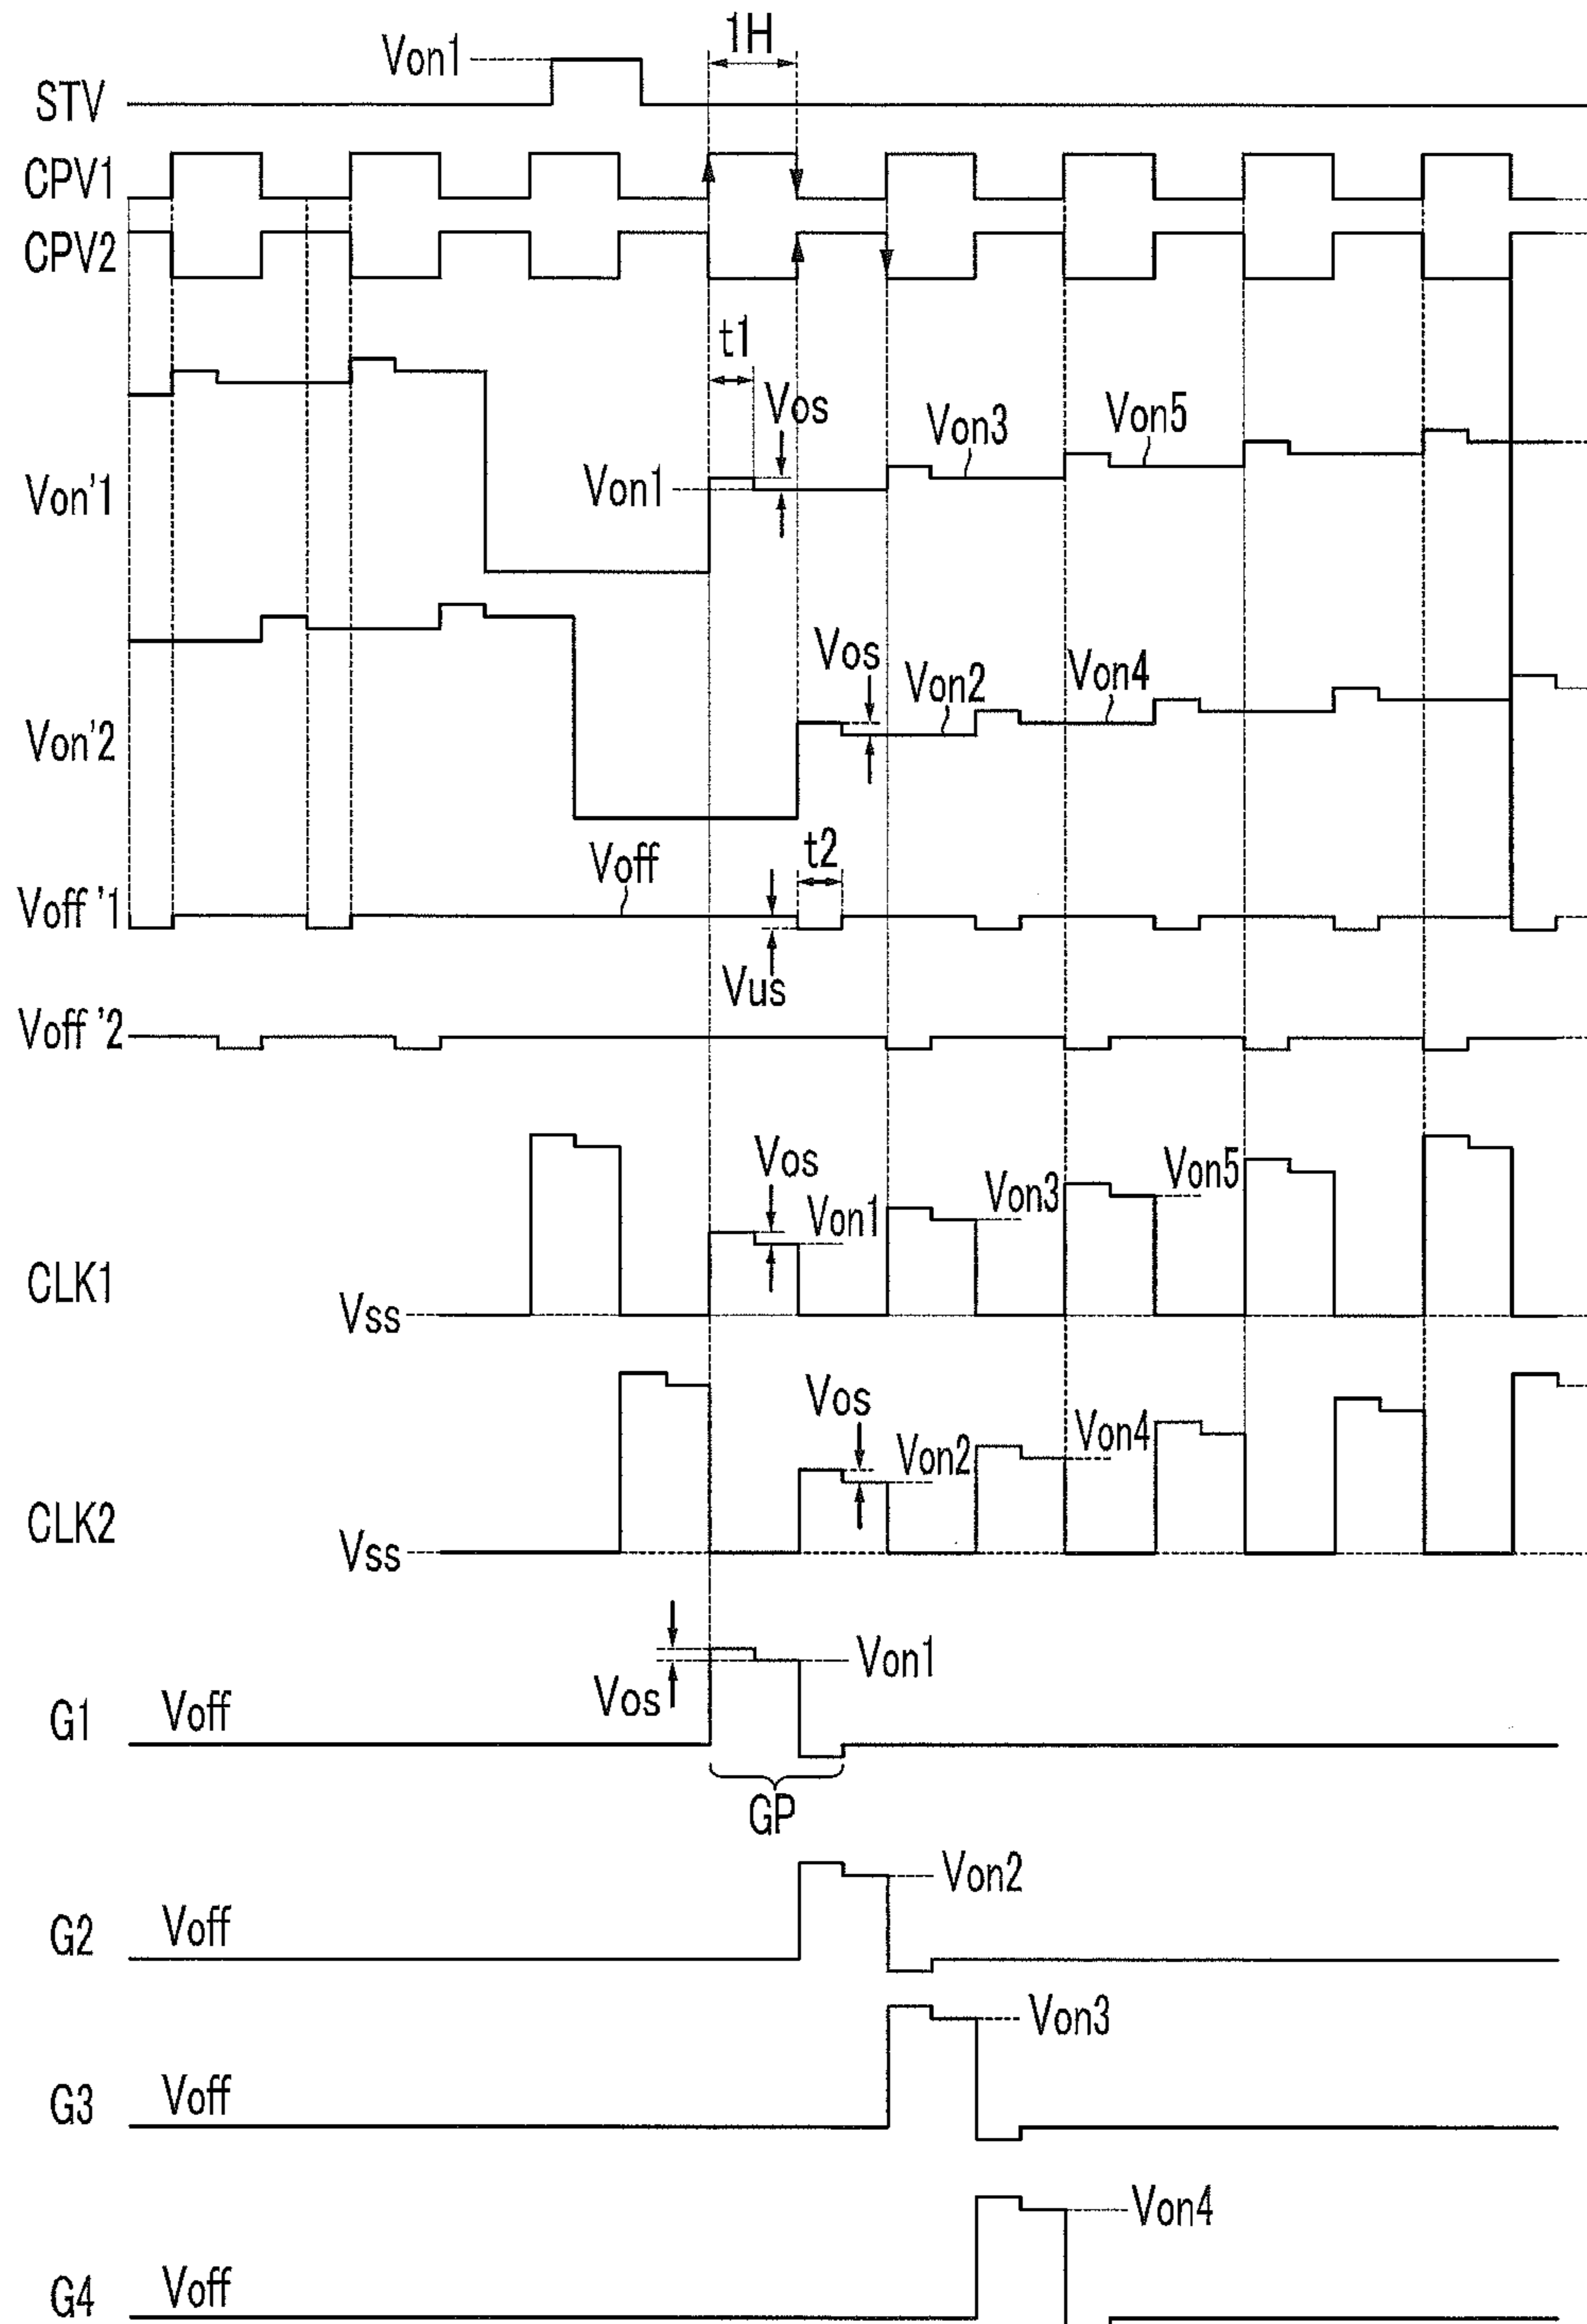 1H
Von1
STV
CPV1
CPV2
t1
Vos
Von3
Von5
Von1
Von'1
Vos
Von2
Von4
Von'2
t2
Voff
Voff'1
Vus
Voff'2
Vos
Von1
Von3
Von5
CLK1
Vss
Vos
Von2
Von4
CLK2
Vss
Von1
Vos
G1
Voff
GP
Von2
G2
Voff
Von3
G3
Voff
Von4
G4
Voff